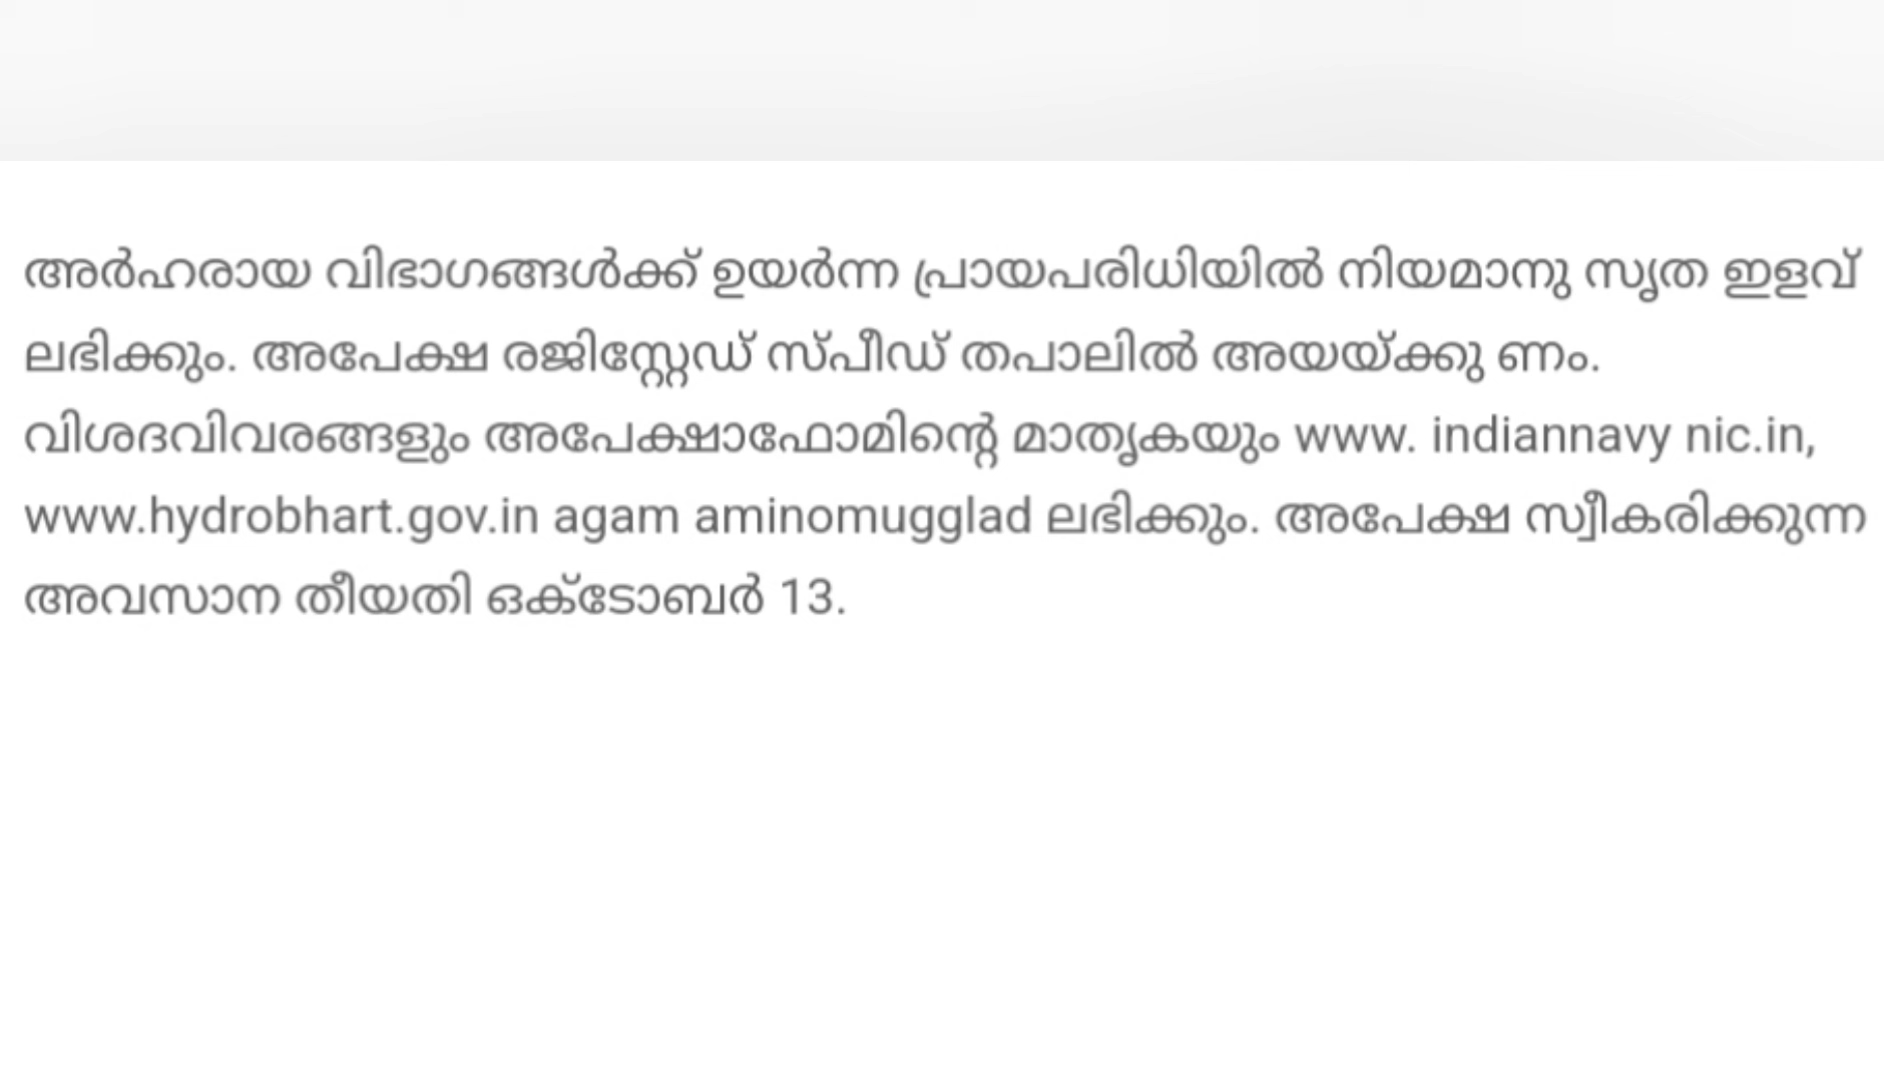 അർഹരായ വിഭാഗങ്ങൾക്ക് ഉയർന്ന പ്രായപരിധിയിൽ നിയമാനു സൃത ഇളവ്
ലഭിക്കും. അപേക്ഷ രജിസ്റ്റേഡ് സ്പീഡ് തപാലിൽ അയയ്ക്കു ണം.
വിശദവിവരങ്ങളും അപേക്ഷാഫോമിന്റെ മാതൃകയും www. indiannavy nic.in,
www.hydrobhart.gov.in agam aminomugglad ലഭിക്കും. അപേക്ഷ സ്വീകരിക്കുന്ന
അവസാന തീയതി ഒക്ടോബർ 13.